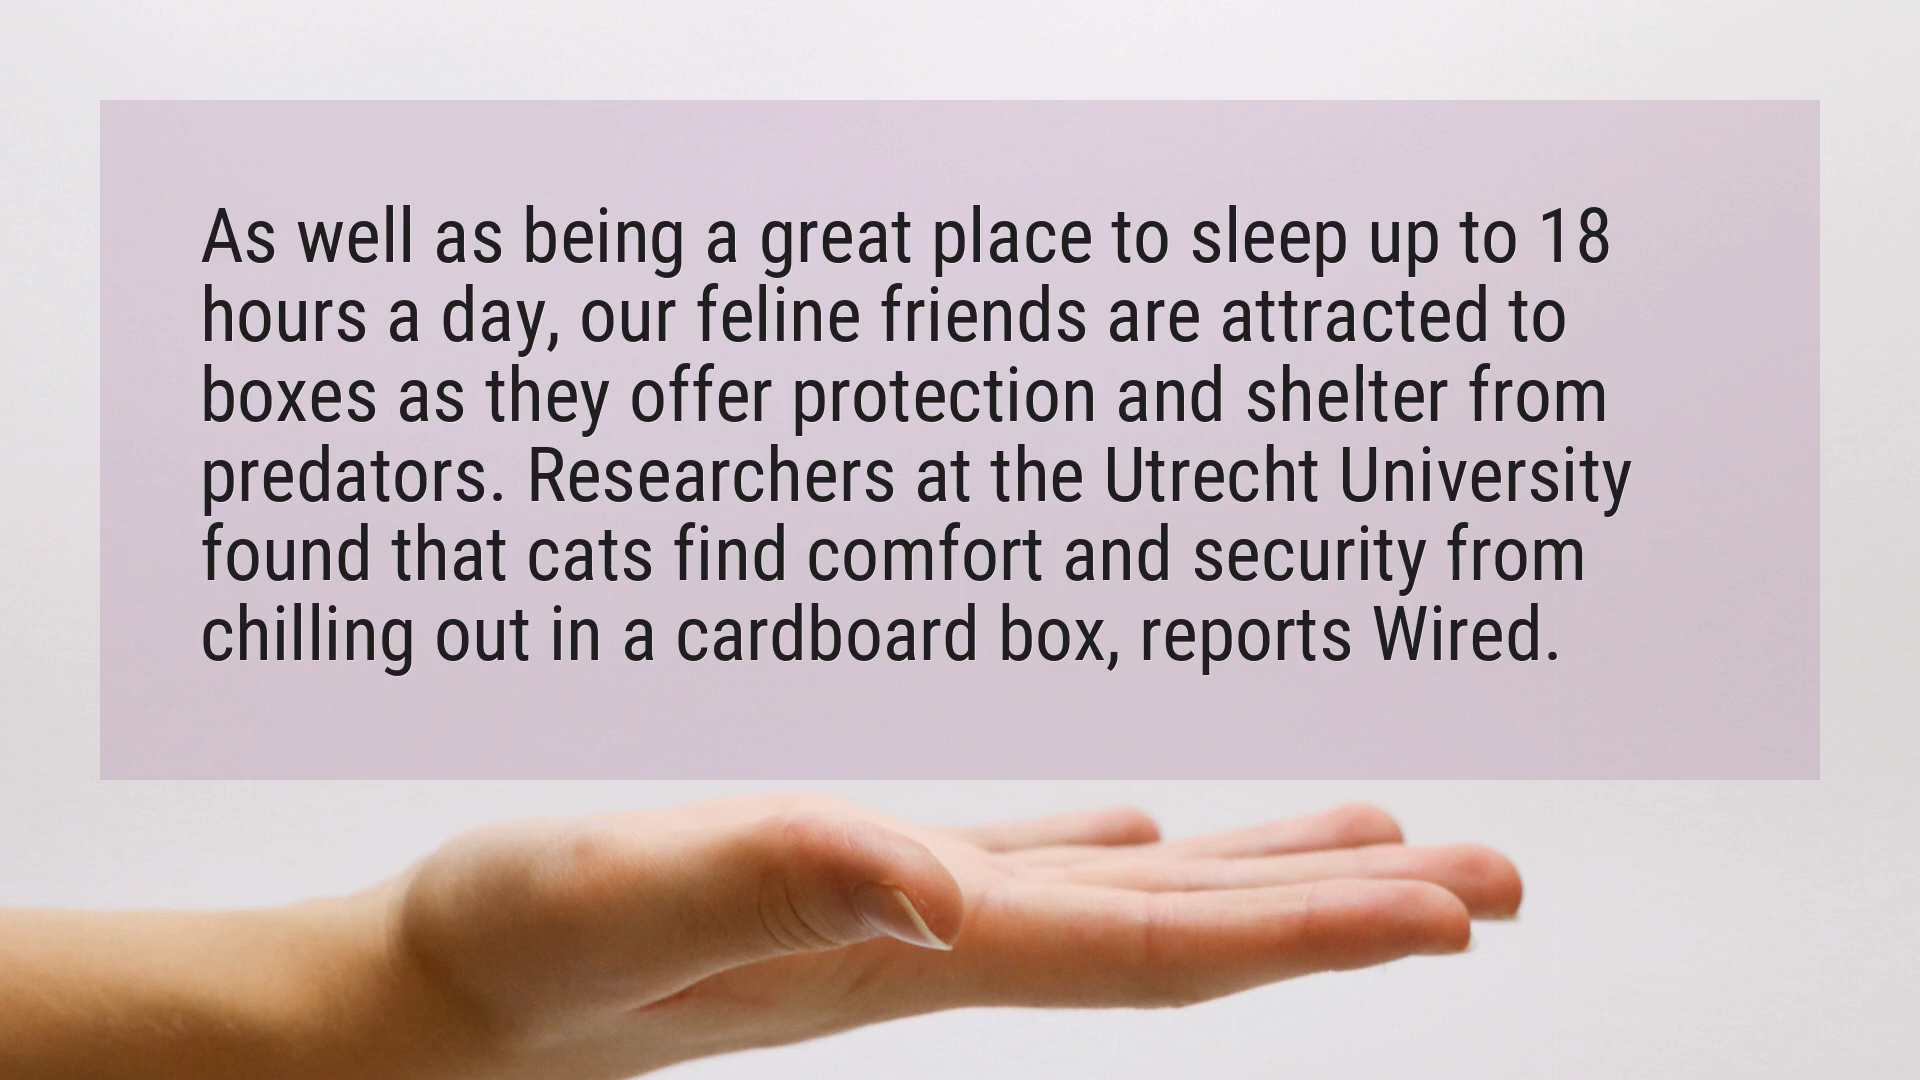 As well as being a great place to sleep up to 18
hours a day, our feline friends are attracted to
boxes as they offer protection and shelter from
predators. Researchers at the Utrecht University
found that cats find comfort and security from
chilling out in a cardboard box, reports Wired.